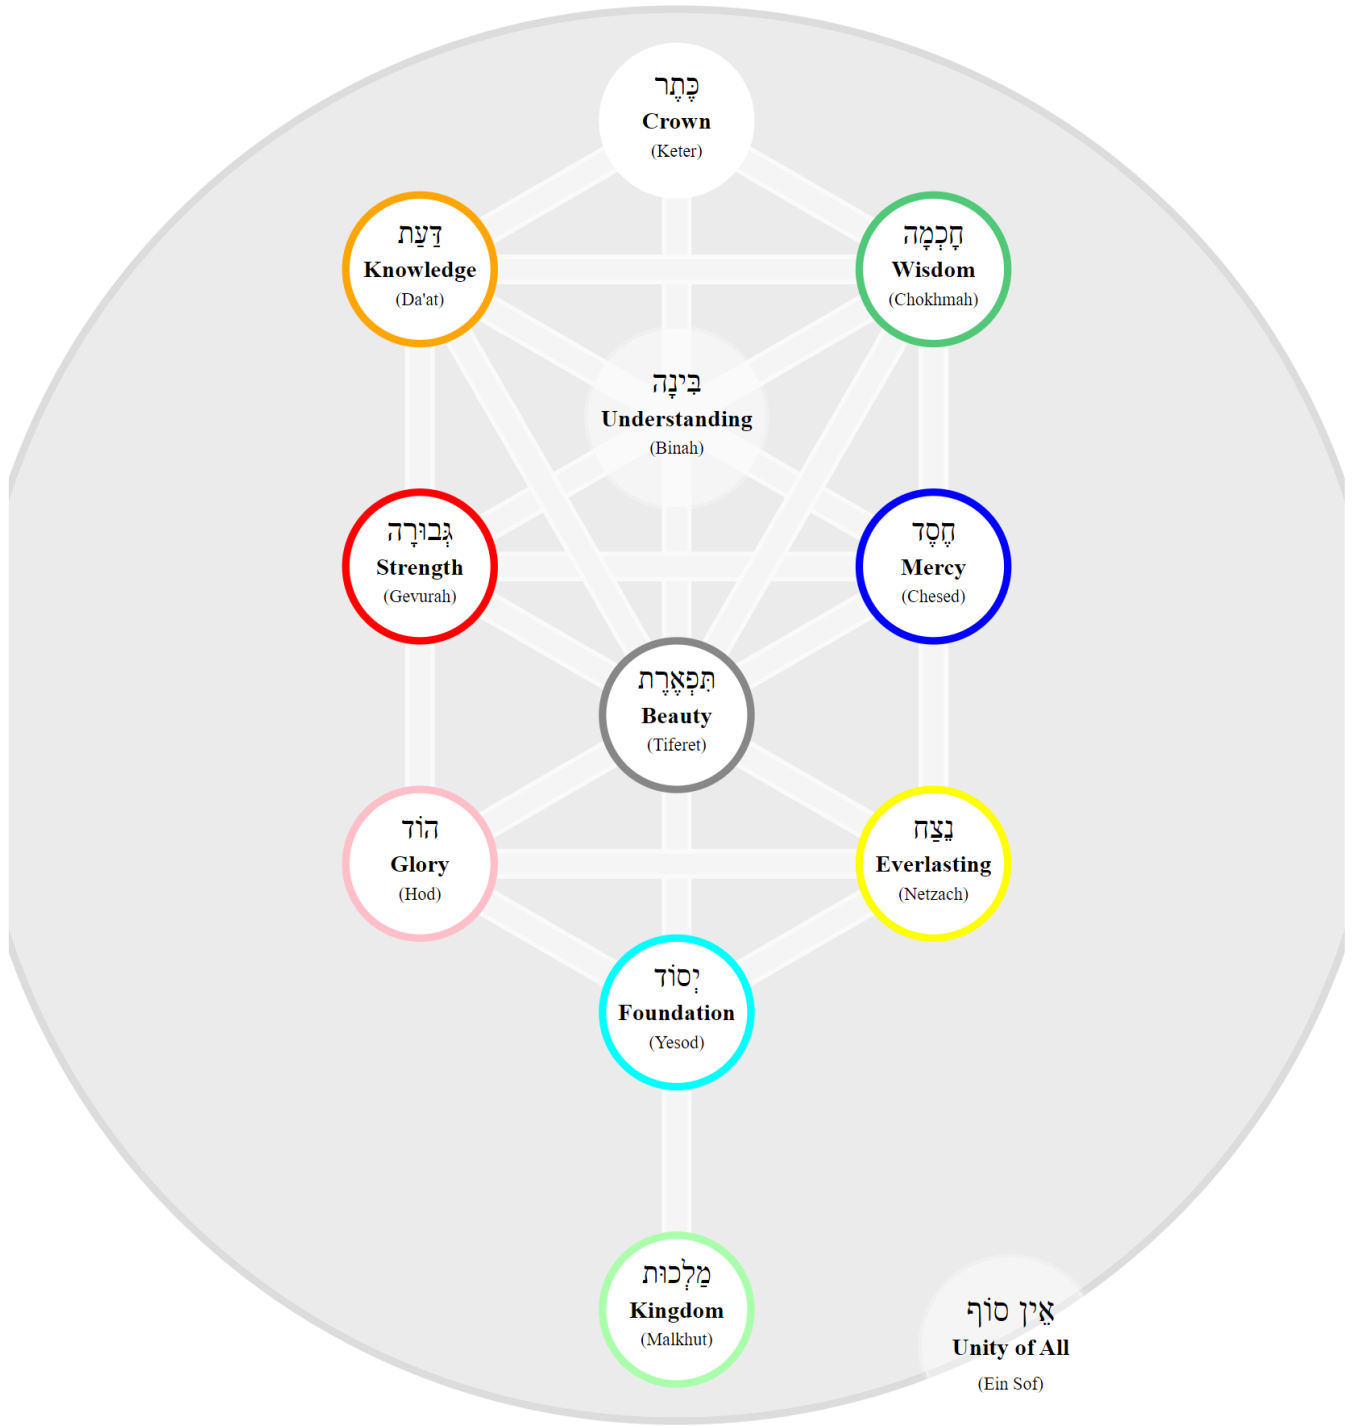 כֶּתֶר
Crown
(Keter)
דַּעַת
Knowledge
(Da'at)
חָכְמָה
Wisdom
(Chokhmah)
בִּינָה
Understanding
(Binah)
גְּבוּרָה
Strength
(Gevurah)
חֶסֶד
Mercy
(Chesed)
תִּפְאֶרֶת
Beauty
(Tiferet)
הוֹד
Glory
(Hod)
נֵצַח
Everlasting
(Netzach)
יְסוֹד
Foundation
(Yesod)
מַלְכוּת
Kingdom
(Malkhut)
אֵין סוֹף
Unity of All
(Ein Sof)